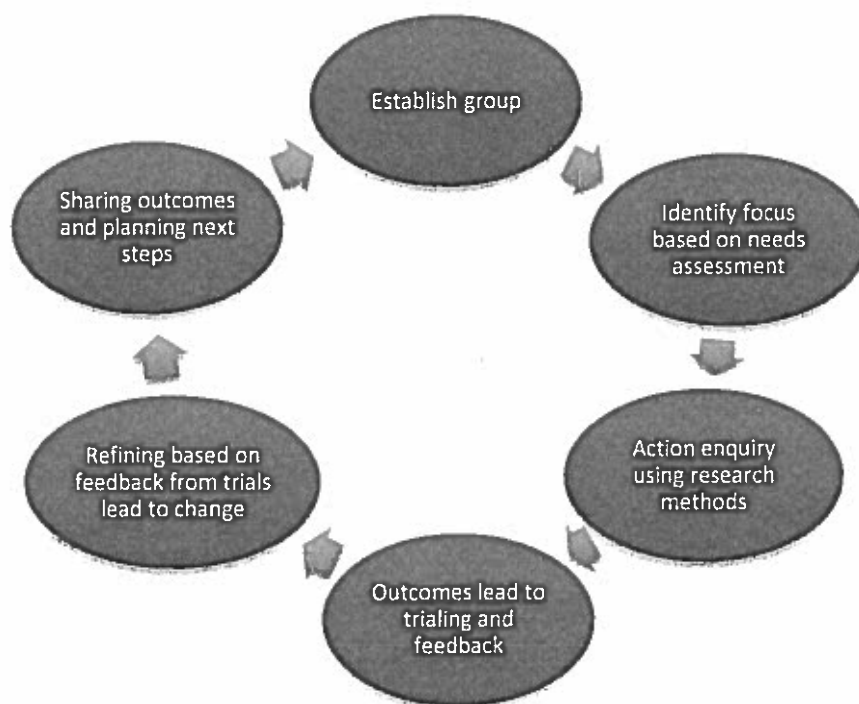 Establish group
Identify focus
based on needs
assessment
Action enquiry
using research
methods
Outcomes lead to
trialing and
feedback
Refining based on
feedback from trials
lead to change
Sharing outcomes
and planning next
steps